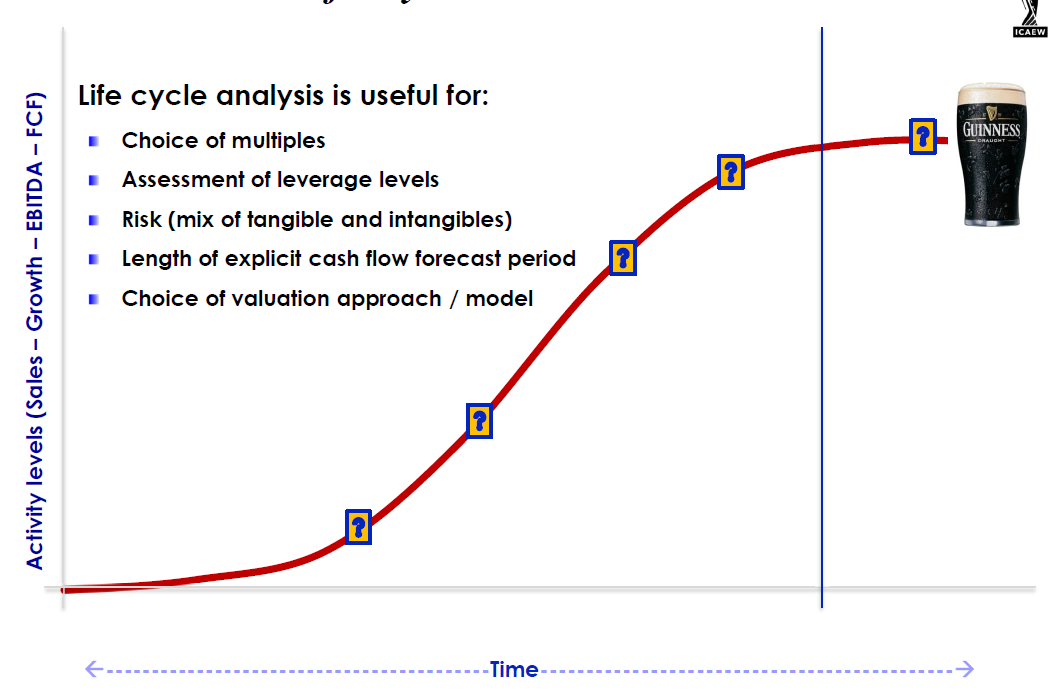 ICAEW
Life cycle analysis is useful for:
Choice of multiples
Assessment of leverage levels
Risk (mix of tangible and intangibles)
Length of explicit cash flow forecast period
Choice of valuation approach / model
Activity levels (Sales – Growth – EBITDA – FCF)
?
?
?
?
?
GUINNESS
DRAUGHT
Time